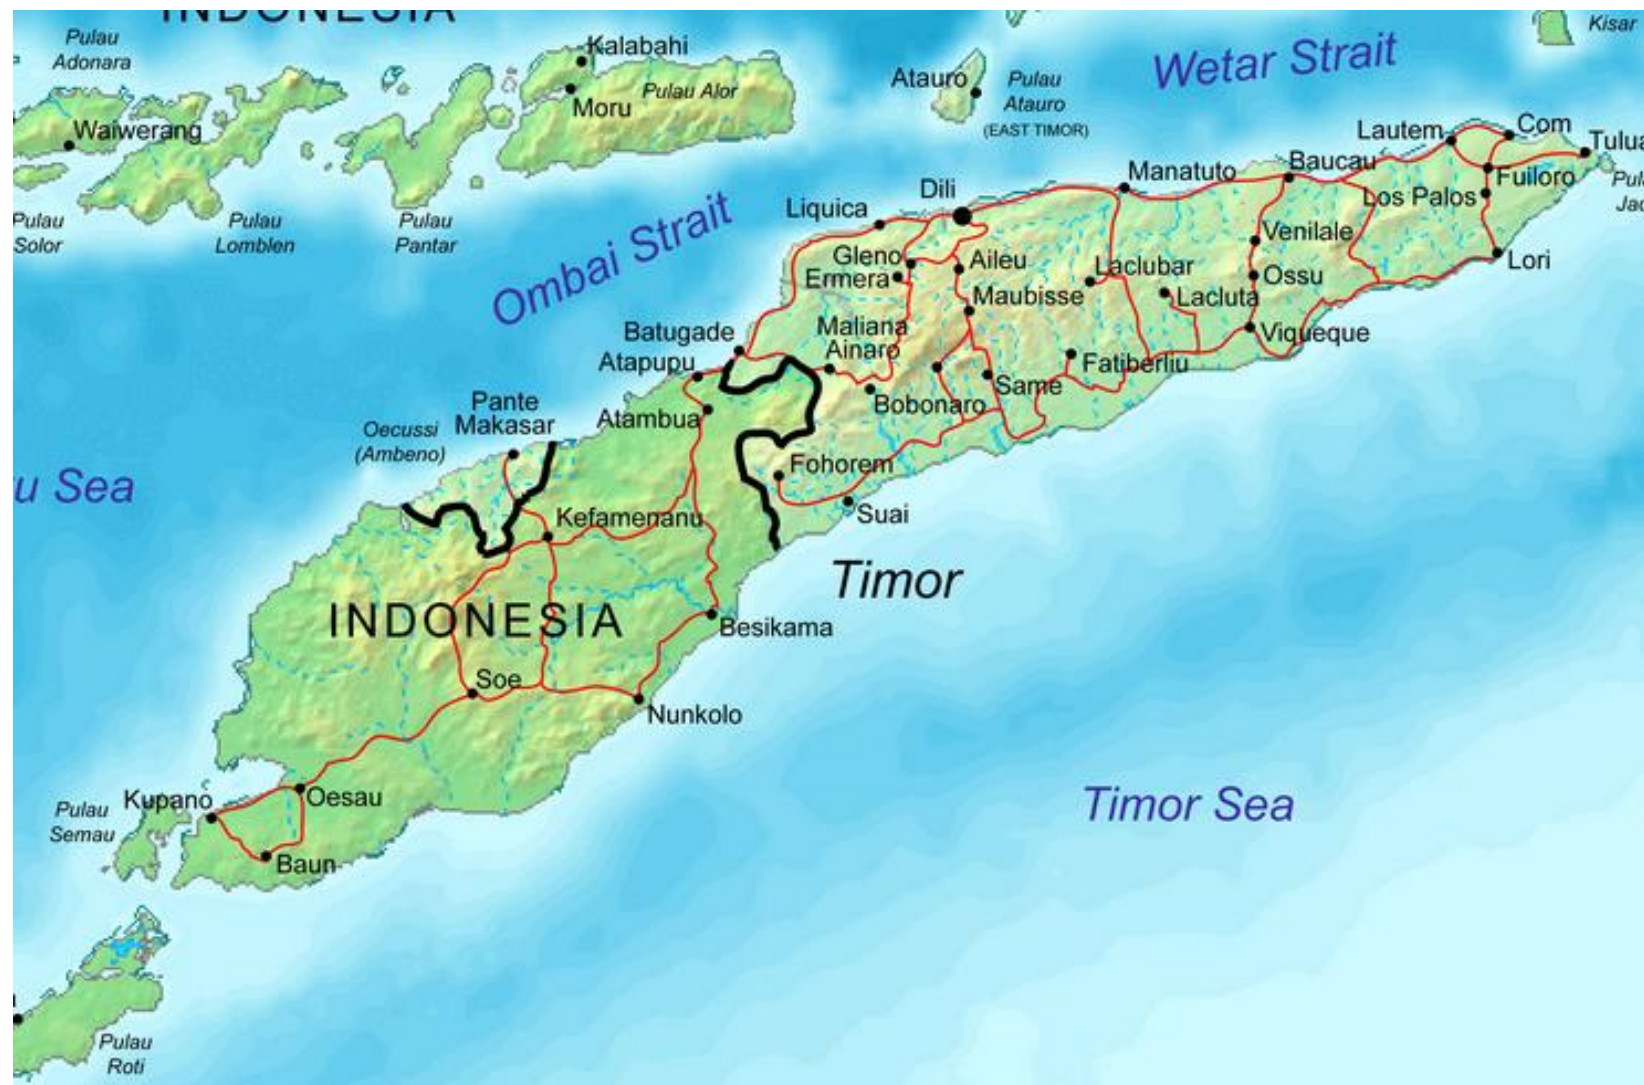 INDONESIA
Pulau
Adonara
Kalabahi
Moru
Pulau Alor
Waiwerang
Pulau
Solor
Pulau
Lomblen
Pulau
Pantar
Atauro
Pulau
Atauro
(EAST TIMOR)
Wetar Strait
Kisar
Ombai Strait
Lautem
Com
Fuiloro
Los Palos
Lori
Baucau
Manatuto
Dili
Liquica
Gleno
Ermera
Aileu
Maubisse
Laclubar
Lacluta
Venilale
Ossu
Viqueque
Maliana
Ainaro
Batugade
Atapupu
Fatiberliu
Same
Bobonaro
Atambua
Pante
Makasar
Oecussi
(Ambeno)
Fohorem
Suai
u Sea
Kefamenanu
Timor
INDONESIA
Besikama
Soe
Nunkolo
Timor Sea
Kupano
Oesau
Pulau
Semau
Baun
Pulau
Roti